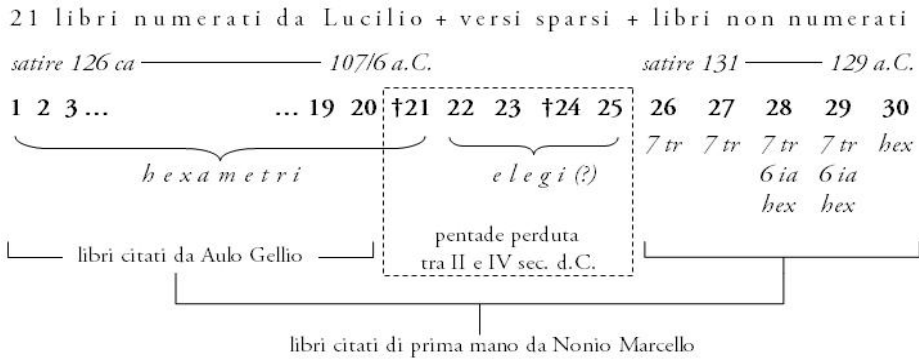 21 libri numerati da Lucilio + versi sparsi + libri non numerati
satire 126 ca 107/6 a.C. satire 131 129 a.C.
1 2 3 ... ... 19 20 †21 22 23 †24 25 26 27 28 29 30
hexametri elegi (?) 7 tr 7 tr 7 tr 7 tr hex
6 ia 6 ia
hex hex
libri citati da Aulo Gellio
pentade perduta
tra II e IV sec. d.C.
libri citati di prima mano da Nonio Marcello